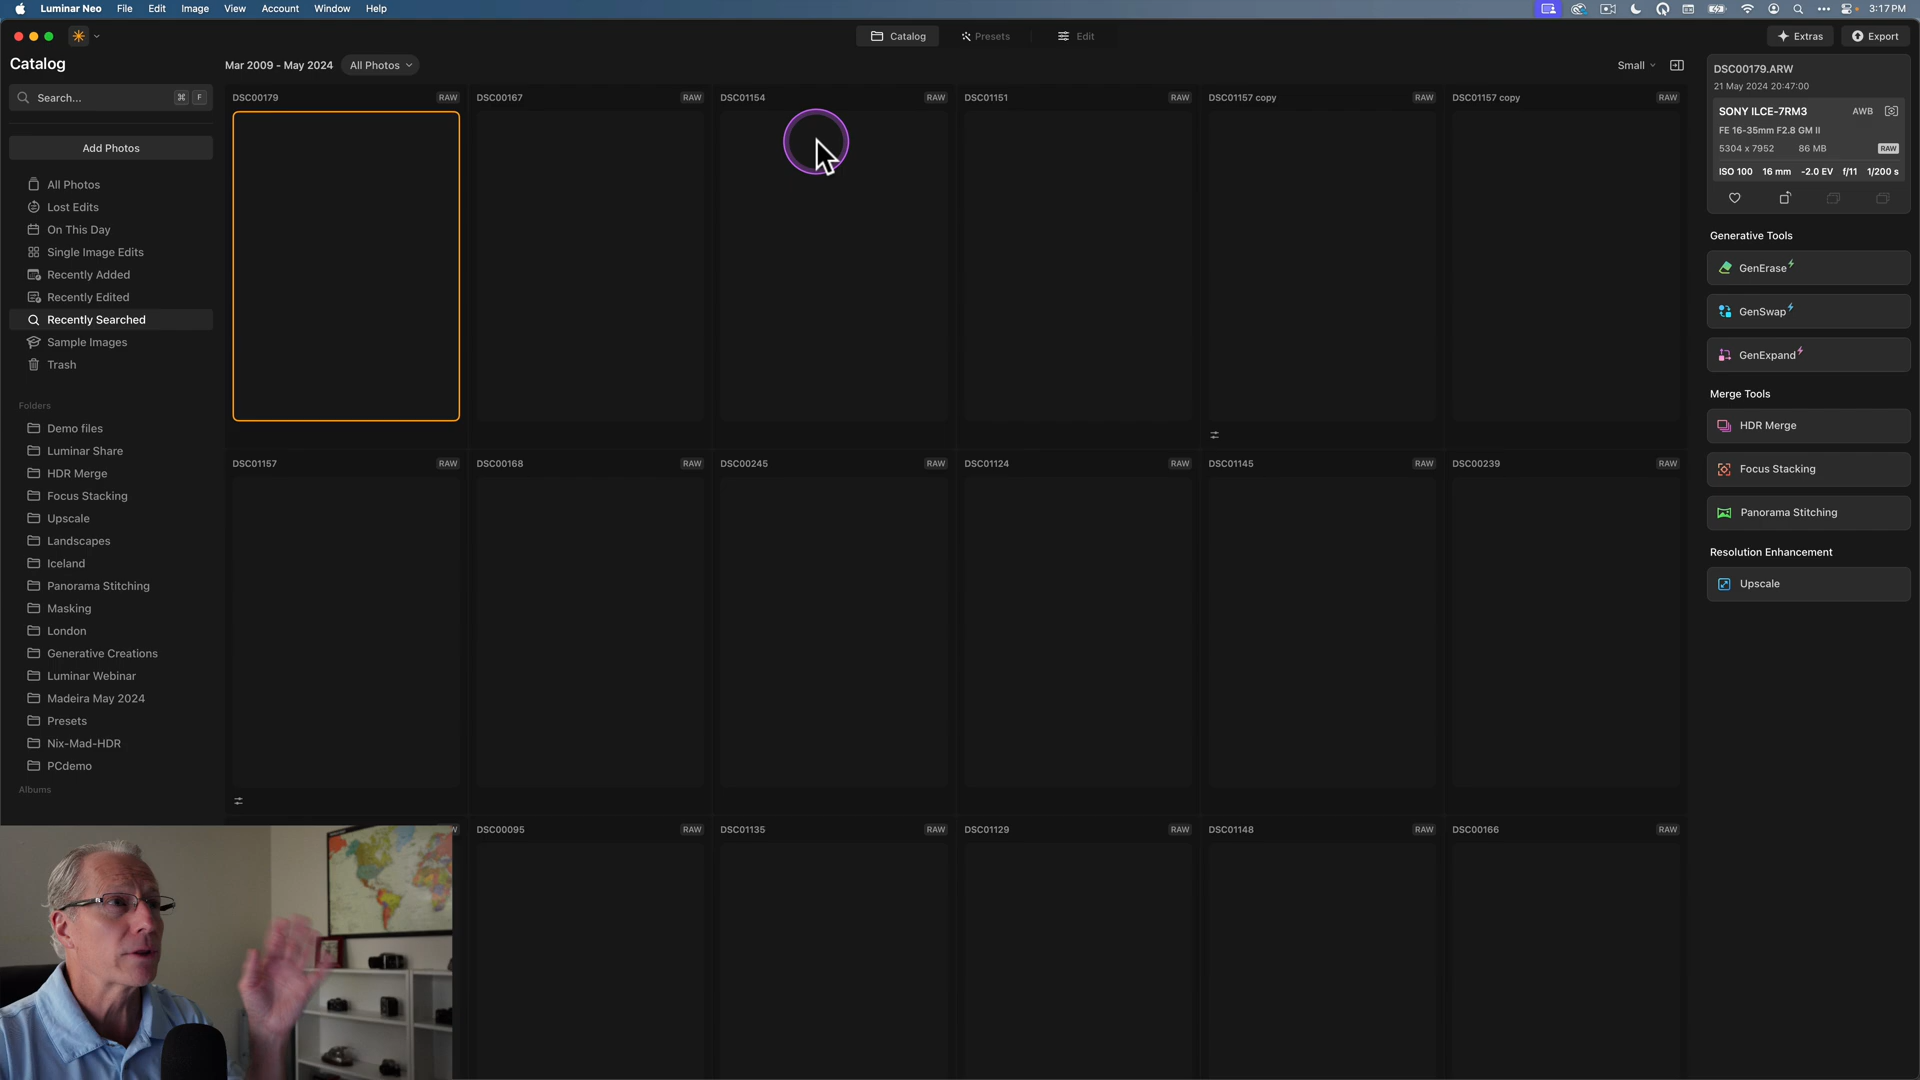 Luminar Neo File Edit Image View Account Window Help 3:17 PM
Catalog Presets Edit Extras Export
Catalog
Mar 2009 - May 2024 All Photos Small
Search... ⌘ F
Add Photos
All Photos
Lost Edits
On This Day
Single Image Edits
Recently Added
Recently Edited
Recently Searched
Sample Images
Trash
Folders
Demo files
Luminar Share
HDR Merge
Focus Stacking
Upscale
Landscapes
Iceland
Panorama Stitching
Masking
London
Generative Creations
Luminar Webinar
Madeira May 2024
Presets
Nix-Mad-HDR
PCdemo
Albums
DSC00179 RAW DSC00167 RAW DSC01154 RAW DSC01151 RAW DSC01157 copy RAW DSC01157 copy RAW
DSC01157 RAW DSC00168 RAW DSC00245 RAW DSC01124 RAW DSC01145 RAW DSC00239 RAW
W DSC00095 RAW DSC01135 RAW DSC01129 RAW DSC01148 RAW DSC00166 RAW
DSC00179.ARW
21 May 2024 20:47:00
SONY ILCE-7RM3 AWB
FE 16-35mm F2.8 GM II
5304 x 7952 86 MB RAW
ISO 100 16 mm -2.0 EV f/11 1/200 s
Generative Tools
GenErase
GenSwap
GenExpand
Merge Tools
HDR Merge
Focus Stacking
Panorama Stitching
Resolution Enhancement
Upscale